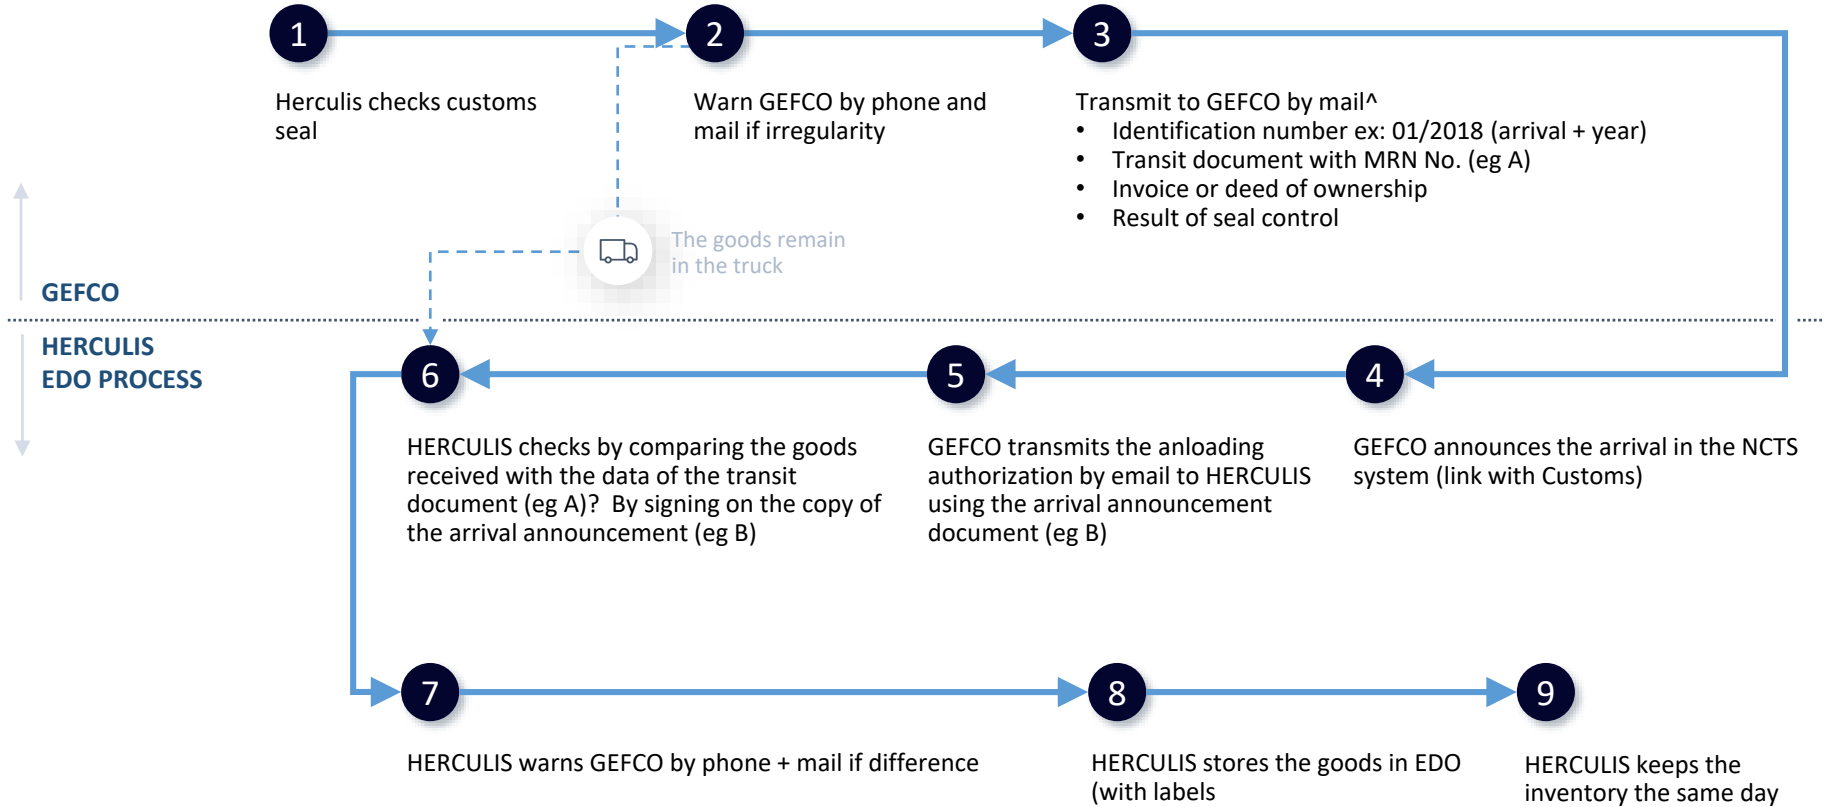 1
2
3
Herculis checks customs
seal
Warn GEFCO by phone and
mail if irregularity
Transmit to GEFCO by mail^
• Identification number ex: 01/2018 (arrival + year)
• Transit document with MRN No. (eg A)
• Invoice or deed of ownership
• Result of seal control
The goods remain
in the truck
GEFCO
HERCULIS
EDO PROCESS
6
5
4
HERCULIS checks by comparing the goods
received with the data of the transit
document (eg A)? By signing on the copy of
the arrival announcement (eg B)
GEFCO transmits the anloading
authorization by email to HERCULIS
using the arrival announcement
document (eg B)
GEFCO announces the arrival in the NCTS
system (link with Customs)
7
8
9
HERCULIS warns GEFCO by phone + mail if difference
HERCULIS stores the goods in EDO
(with labels
HERCULIS keeps the
inventory the same day